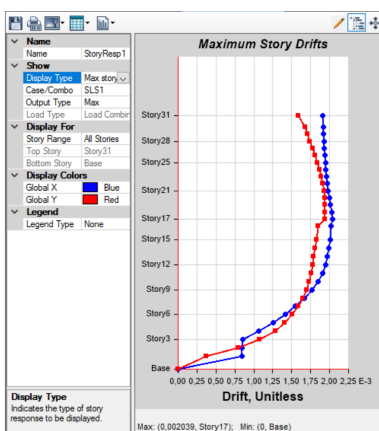 Maximum Story Drifts
Name
Name StoryResp1
Show
Display Type Max story
Case/Combo SLS1
Output Type Max
Load Type Load Combin
Display For
Story Range All Stories
Top Story Story31
Bottom Story Base
Display Colors
Global X Blue
Global Y Red
Legend
Legend Type None
Display Type
Indicates the type of story
response to be displayed.
Story31
Story28
Story25
Story21
Story17
Story15
Story12
Story9
Story6
Story3
Base
0,00 0,25 0,50 0,75 1,00 1,25 1,50 1,75 2,00 2,25 E-3
Drift, Unitless
Max: (0,002039, Story17); Min: (0, Base)